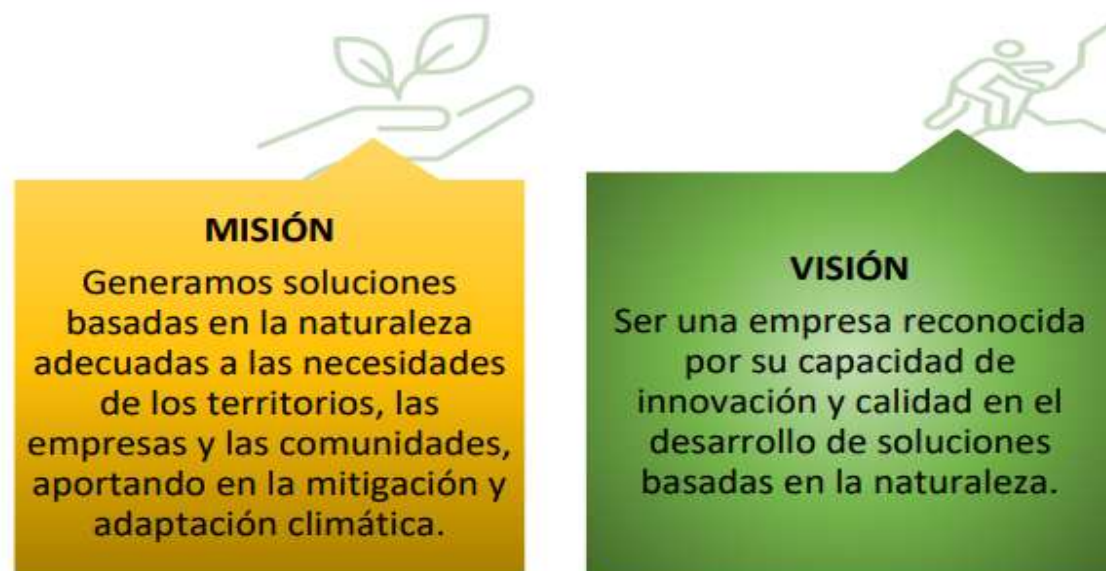 MISIÓN
Generamos soluciones
basadas en la naturaleza
adecuadas a las necesidades
de los territorios, las
empresas y las comunidades,
aportando en la mitigación y
adaptación climática.
VISIÓN
Ser una empresa reconocida
por su capacidad de
innovación y calidad en el
desarrollo de soluciones
basadas en la naturaleza.